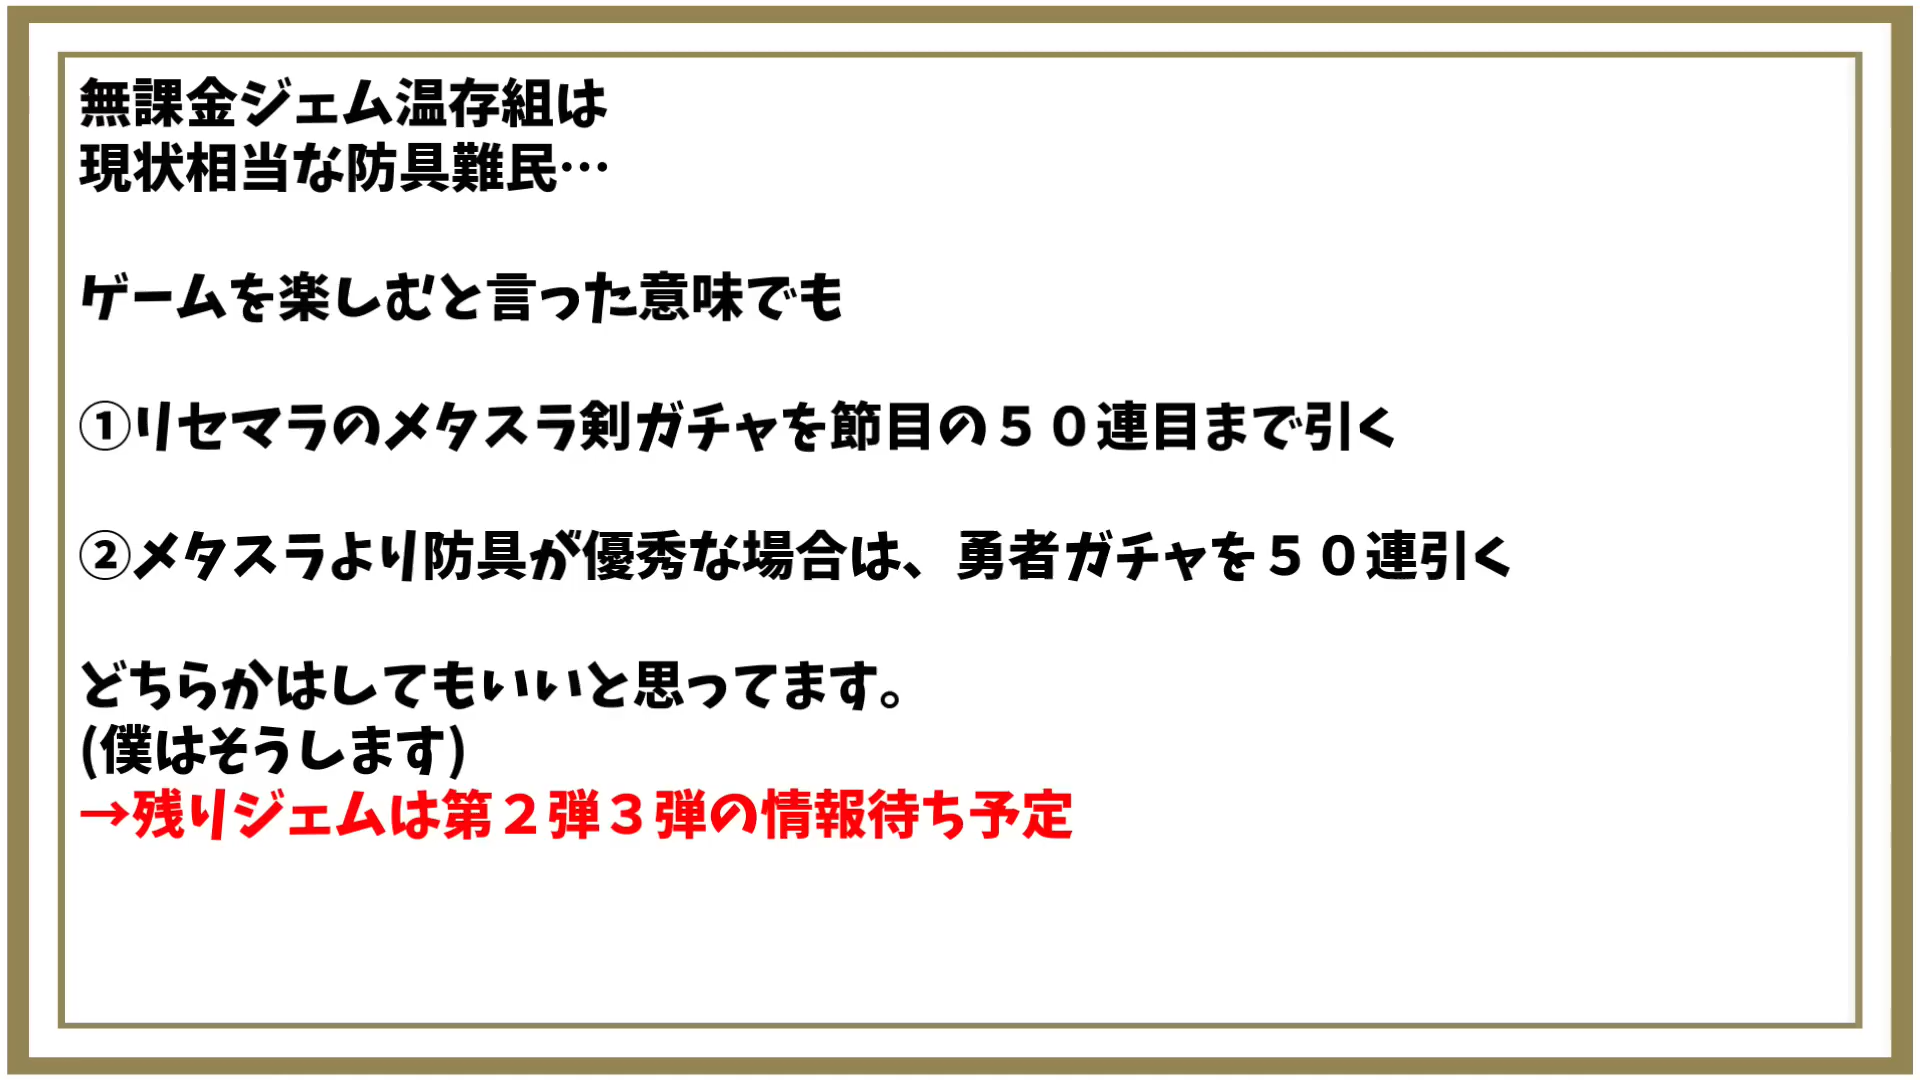 無課金ジェム温存組は
現状相当な防具難民…
ゲームを楽しむと言った意味でも
①リセマラのメタスラ剣ガチャを節目の５０連目まで引く
②メタスラより防具が優秀な場合は、勇者ガチャを５０連引く
どちらかはしてもいいと思ってます。
(僕はそうします)
→残りジェムは第２弾３弾の情報待ち予定